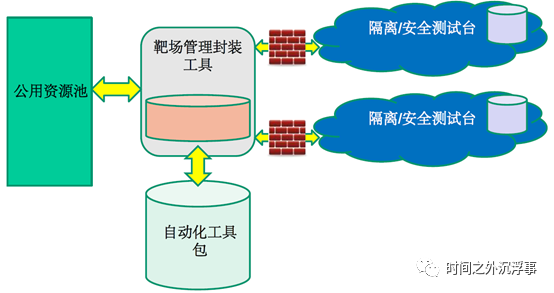 公用资源池
靶场管理封装
工具
隔离/安全测试台
隔离/安全测试台
自动化工具
包
时间之外沉浮事